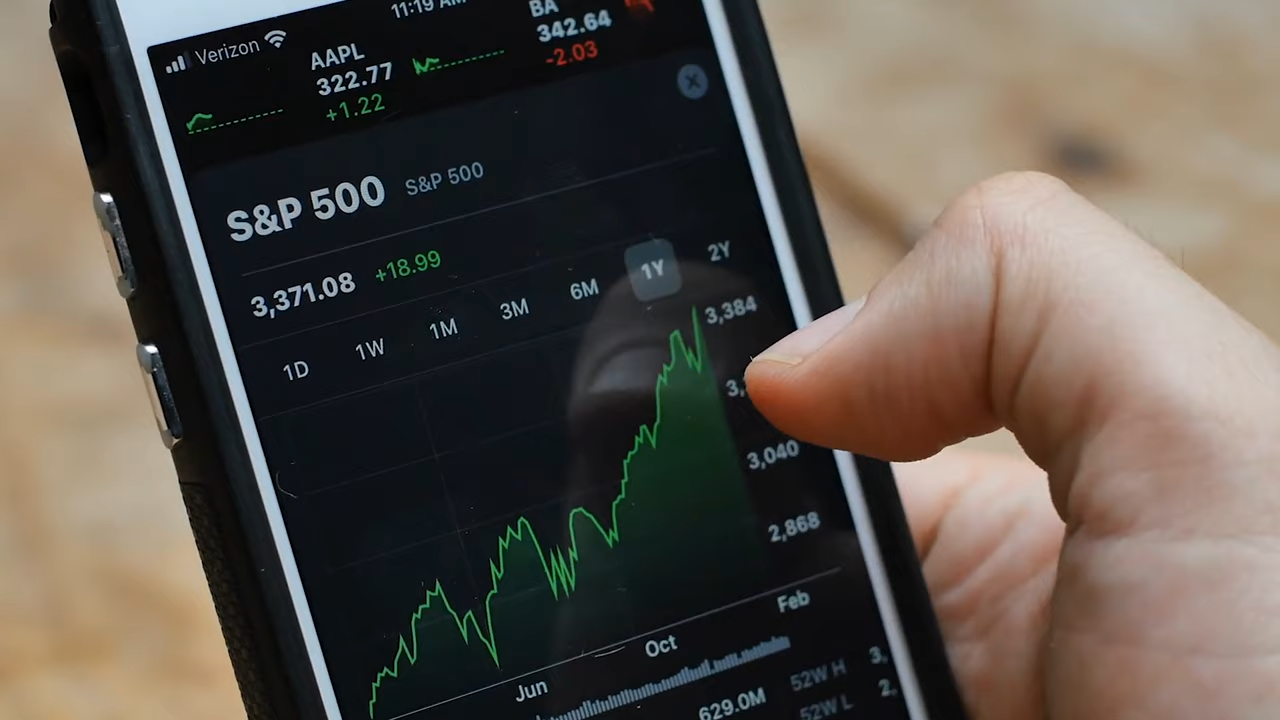 11:19 AM
Verizon
AAPL
322.77
+1.22
BA
342.64
-2.03
S&P 500 S&P 500
3,371.08 +18.99
1D 1W 1M 3M 6M 1Y 2Y
3,384
3,040
2,868
Jun Oct Feb
629.0M
52W H 3,
52W L 2,